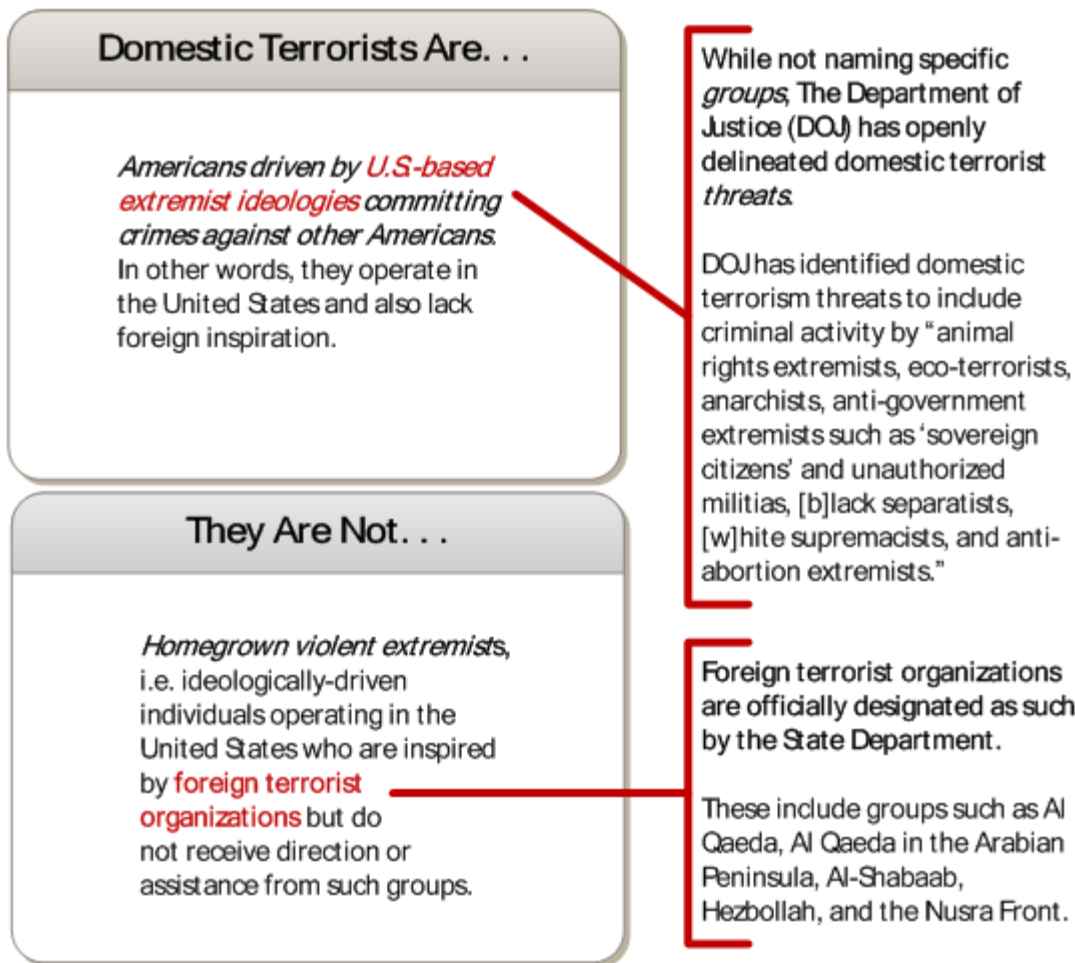 Domestic Terrorists Are. . .
Americans driven by U.S.-based
extremist ideologies committing
crimes against other Americans.
In other words, they operate in
the United States and also lack
foreign inspiration.
While not naming specific
groups, The Department of
Justice (DOJ) has openly
delineated domestic terrorist
threats.
DOJ has identified domestic
terrorism threats to include
criminal activity by “animal
rights extremists, eco-terrorists,
anarchists, anti-government
extremists such as ‘sovereign
citizens’ and unauthorized
militias, [b]lack separatists,
[w]hite supremacists, and anti-
abortion extremists.”
They Are Not. . .
Homegrown violent extremists,
i.e. ideologically-driven
individuals operating in the
United States who are inspired
by foreign terrorist
organizations but do
not receive direction or
assistance from such groups.
Foreign terrorist organizations
are officially designated as such
by the State Department.
These include groups such as Al
Qaeda, Al Qaeda in the Arabian
Peninsula, Al-Shabaab,
Hezbollah, and the Nusra Front.